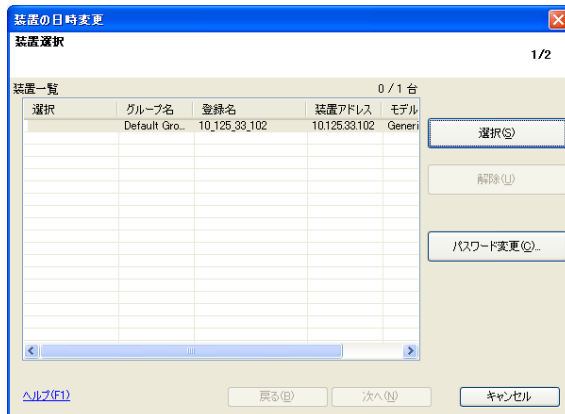 装置の日時変更
装置選択
1/2
装置一覧 0 / 1 台
選択 グループ名 登録名 装置アドレス モデル
Default Gro... 10_125_33_102 10.125.33.102 Generi
選択(S)
解除(U)
パスワード変更(C)...
ヘルプ(F1) 戻る(B) 次へ(N) キャンセル